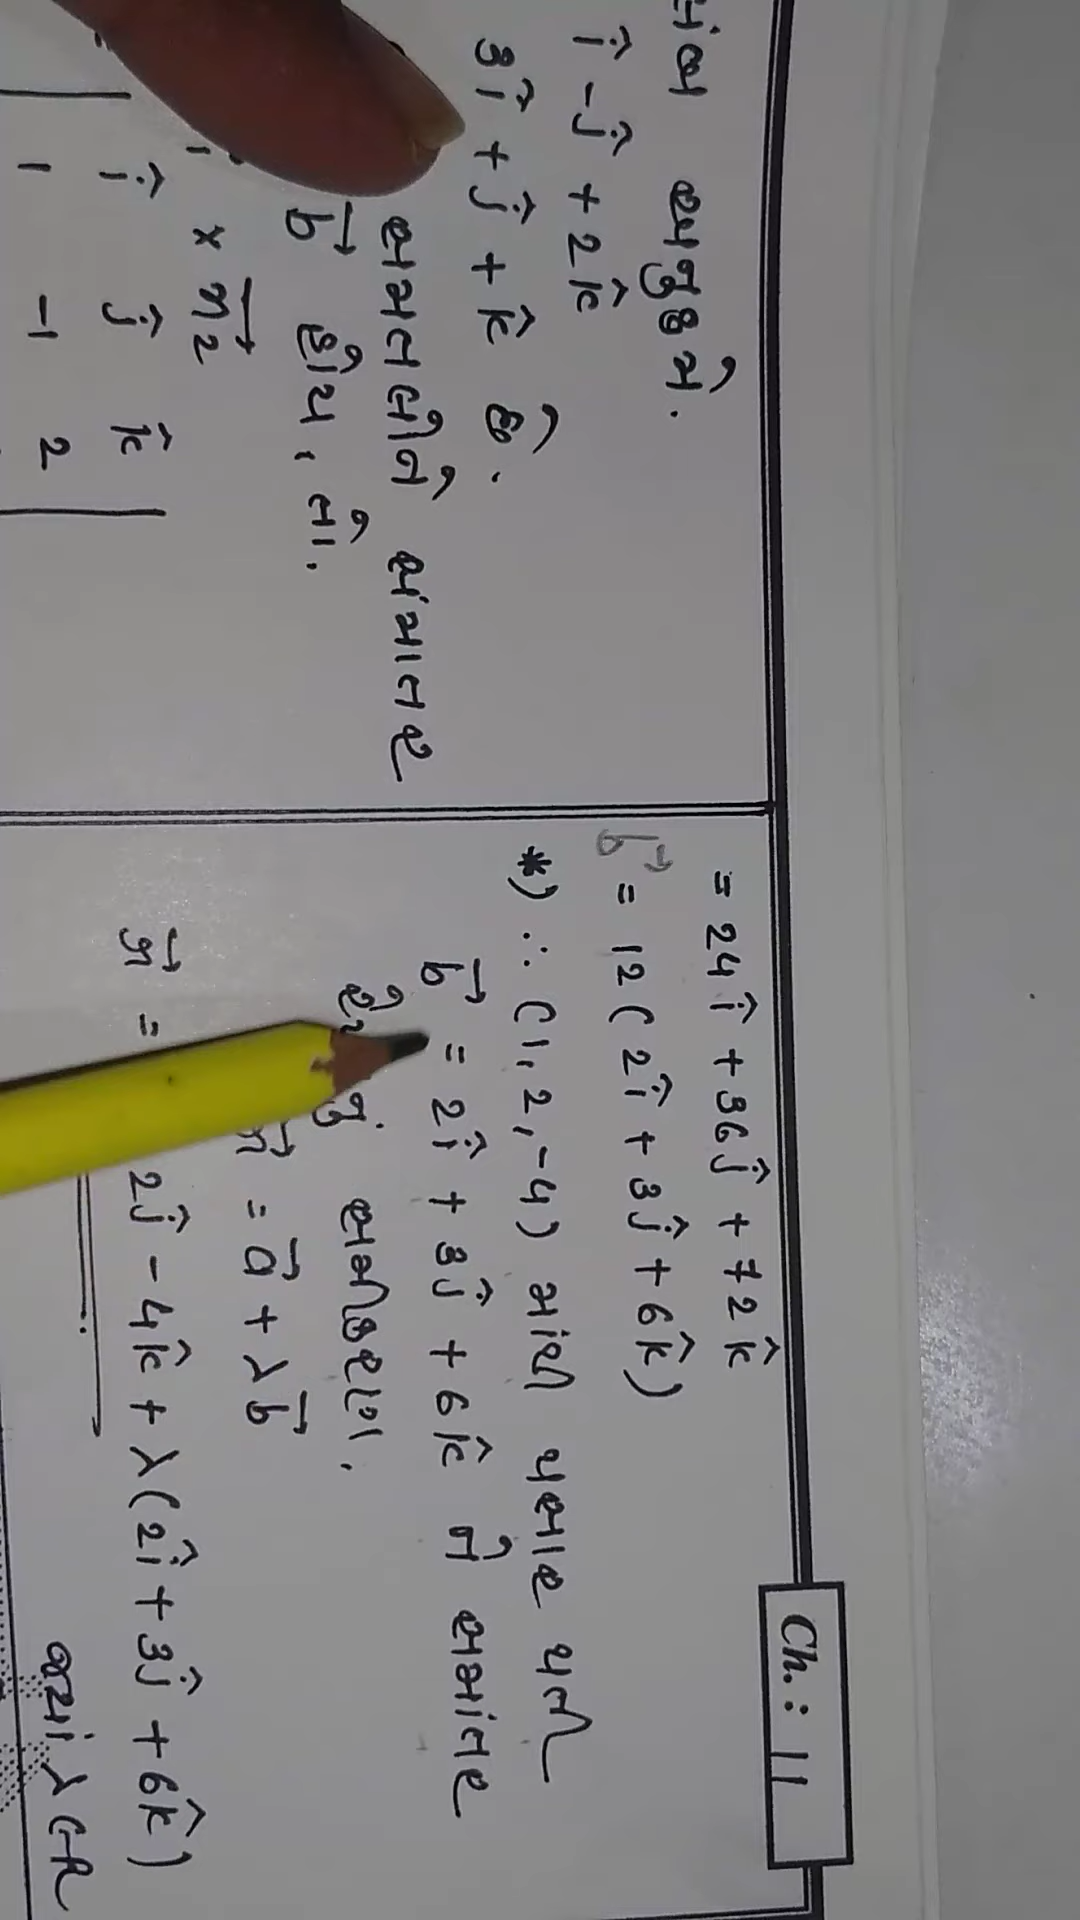 અનુક્રમે.
î - ĵ + 2k̂
3î + ĵ + k̂ છે.
સમતલોને સમાંતર
b⃗ હોય, તો.
× n⃗2
î ĵ k̂
1 -1 2
Ch. : 11
= 24î + 36ĵ + 72k̂
b⃗ = 12(2î + 3ĵ + 6k̂)
*) ∴ (1, 2, -4) માંથી પસાર થતી
b⃗ = 2î + 3ĵ + 6k̂ ને સમાંતર
સમીકરણ.
r⃗ = a⃗ + λb⃗
r⃗ = 2ĵ - 4k̂ + λ(2î + 3ĵ + 6k̂)
જ્યાં λ ∈ R